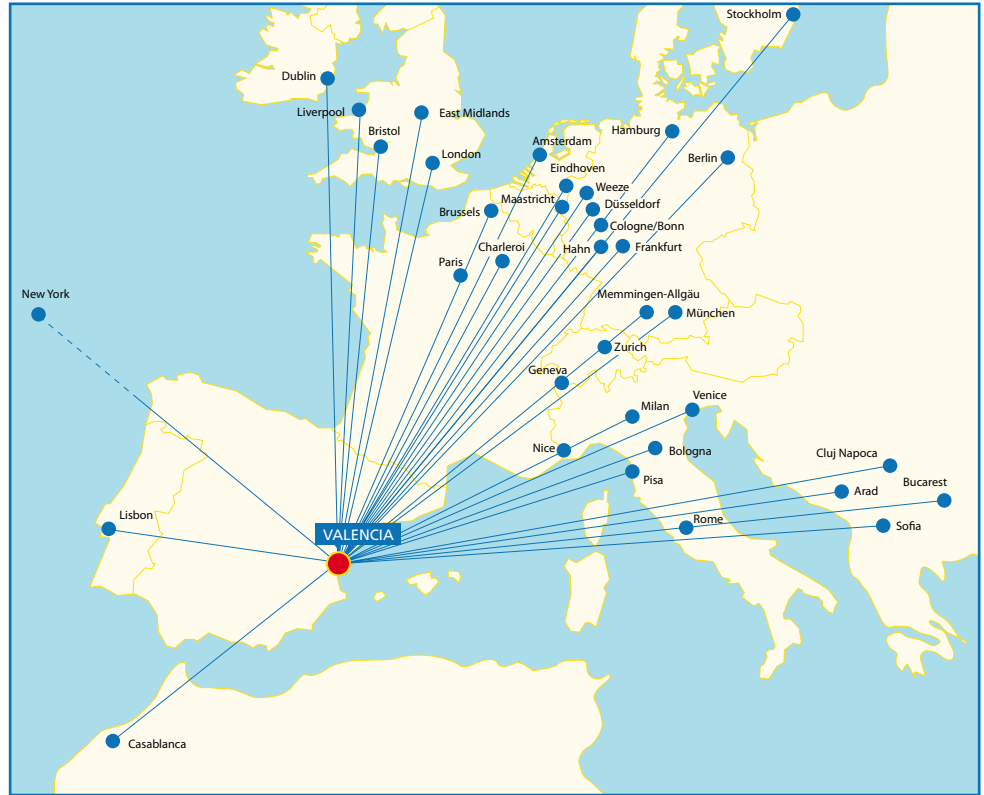 Stockholm
Dublin
Liverpool
East Midlands
Bristol
London
Hamburg
Amsterdam
Berlin
Eindhoven
Weeze
Maastricht
Düsseldorf
Brussels
Cologne/Bonn
Charleroi
Hahn
Frankfurt
Paris
New York
Memmingen-Allgäu
München
Zurich
Geneva
Venice
Milan
Nice
Bologna
Cluj Napoca
Pisa
Bucarest
Arad
Lisbon
Rome
Sofia
VALENCIA
Casablanca